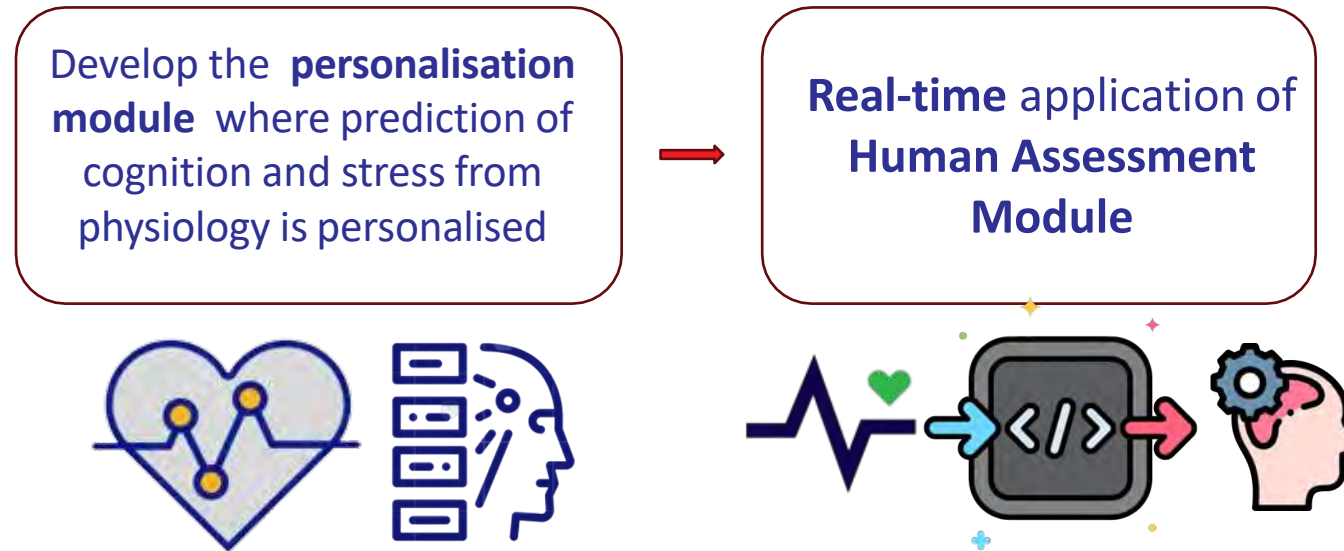 Develop the personalisation
module where prediction of
cognition and stress from
physiology is personalised
Real-time application of
Human Assessment
Module
</>